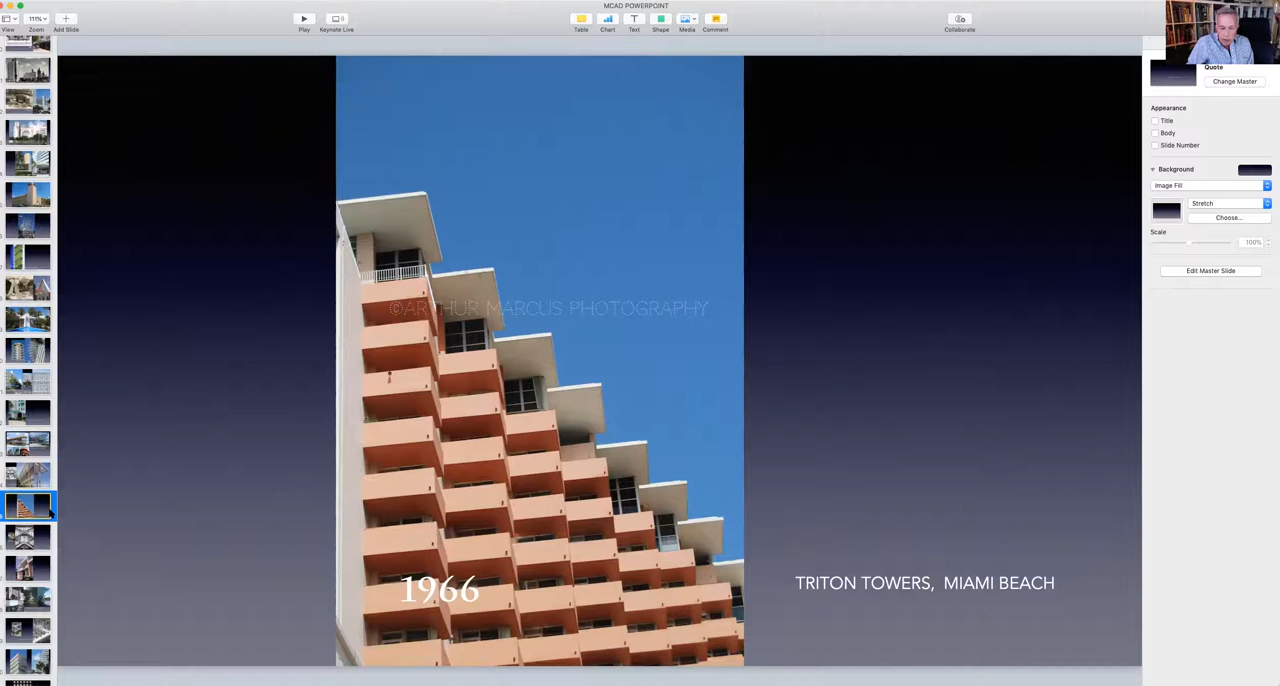 MCAD POWERPOINT
111%
View
Zoom
Add Slide
Play
Keynote Live
Table
Chart
Text
Shape
Media
Comment
Collaborate
Quote
Change Master
Appearance
Title
Body
Slide Number
Background
Image Fill
Stretch
Choose...
Scale
100%
Edit Master Slide
©ARTHUR MARCUS PHOTOGRAPHY
1966
TRITON TOWERS, MIAMI BEACH